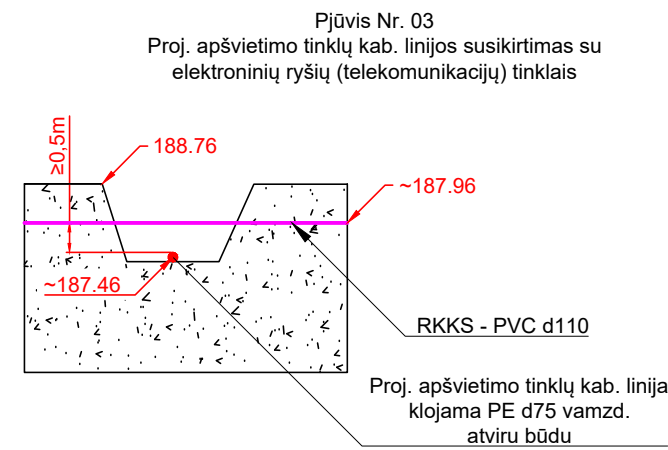 Pjūvis Nr. 03
Proj. apšvietimo tinklų kab. linijos susikirtimas su
elektroninių ryšių (telekomunikacijų) tinklais
≥0,5m
188.76
~187.96
~187.46
RKKS - PVC d110
Proj. apšvietimo tinklų kab. linija
klojama PE d75 vamzd.
atviru būdu